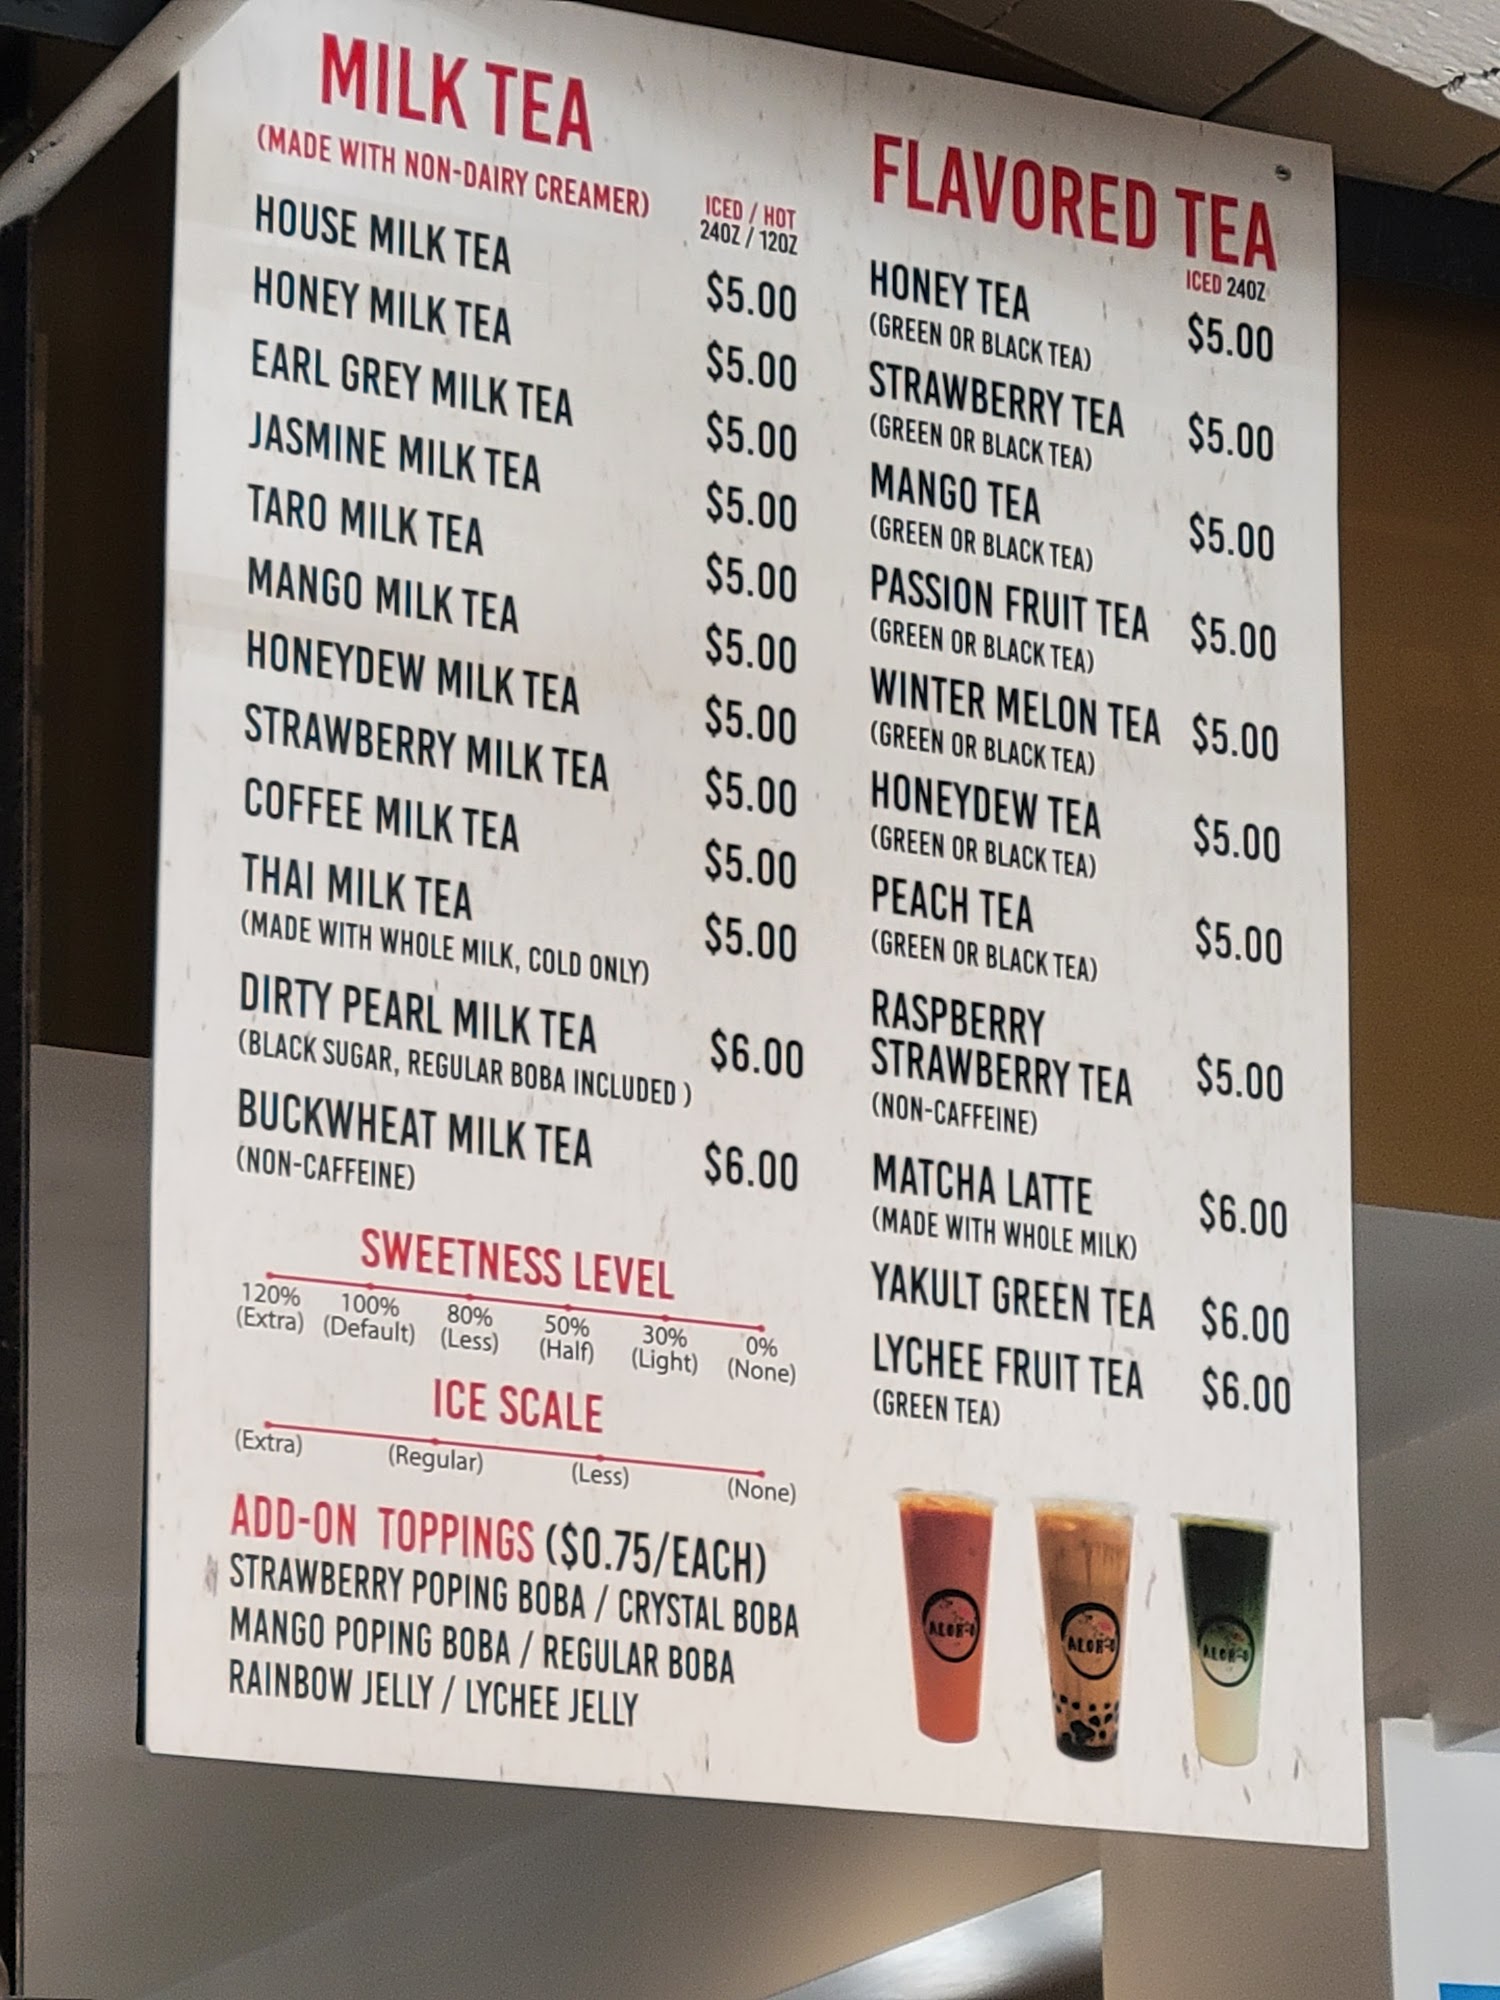 MILK TEA
(MADE WITH NON-DAIRY CREAMER)
ICED / HOT
24OZ / 12OZ
HOUSE MILK TEA $5.00
HONEY MILK TEA $5.00
EARL GREY MILK TEA $5.00
JASMINE MILK TEA $5.00
TARO MILK TEA $5.00
MANGO MILK TEA $5.00
HONEYDEW MILK TEA $5.00
STRAWBERRY MILK TEA $5.00
COFFEE MILK TEA $5.00
THAI MILK TEA $5.00
(MADE WITH WHOLE MILK, COLD ONLY)
DIRTY PEARL MILK TEA $6.00
(BLACK SUGAR, REGULAR BOBA INCLUDED )
BUCKWHEAT MILK TEA $6.00
(NON-CAFFEINE)
SWEETNESS LEVEL
120% 100% 80% 50% 30% 0%
(Extra) (Default) (Less) (Half) (Light) (None)
ICE SCALE
(Extra) (Regular) (Less) (None)
ADD-ON TOPPINGS ($0.75/EACH)
STRAWBERRY POPING BOBA / CRYSTAL BOBA
MANGO POPING BOBA / REGULAR BOBA
RAINBOW JELLY / LYCHEE JELLY
FLAVORED TEA
ICED 24OZ
HONEY TEA $5.00
(GREEN OR BLACK TEA)
STRAWBERRY TEA $5.00
(GREEN OR BLACK TEA)
MANGO TEA $5.00
(GREEN OR BLACK TEA)
PASSION FRUIT TEA $5.00
(GREEN OR BLACK TEA)
WINTER MELON TEA $5.00
(GREEN OR BLACK TEA)
HONEYDEW TEA $5.00
(GREEN OR BLACK TEA)
PEACH TEA $5.00
(GREEN OR BLACK TEA)
RASPBERRY
STRAWBERRY TEA $5.00
(NON-CAFFEINE)
MATCHA LATTE $6.00
(MADE WITH WHOLE MILK)
YAKULT GREEN TEA $6.00
LYCHEE FRUIT TEA $6.00
(GREEN TEA)